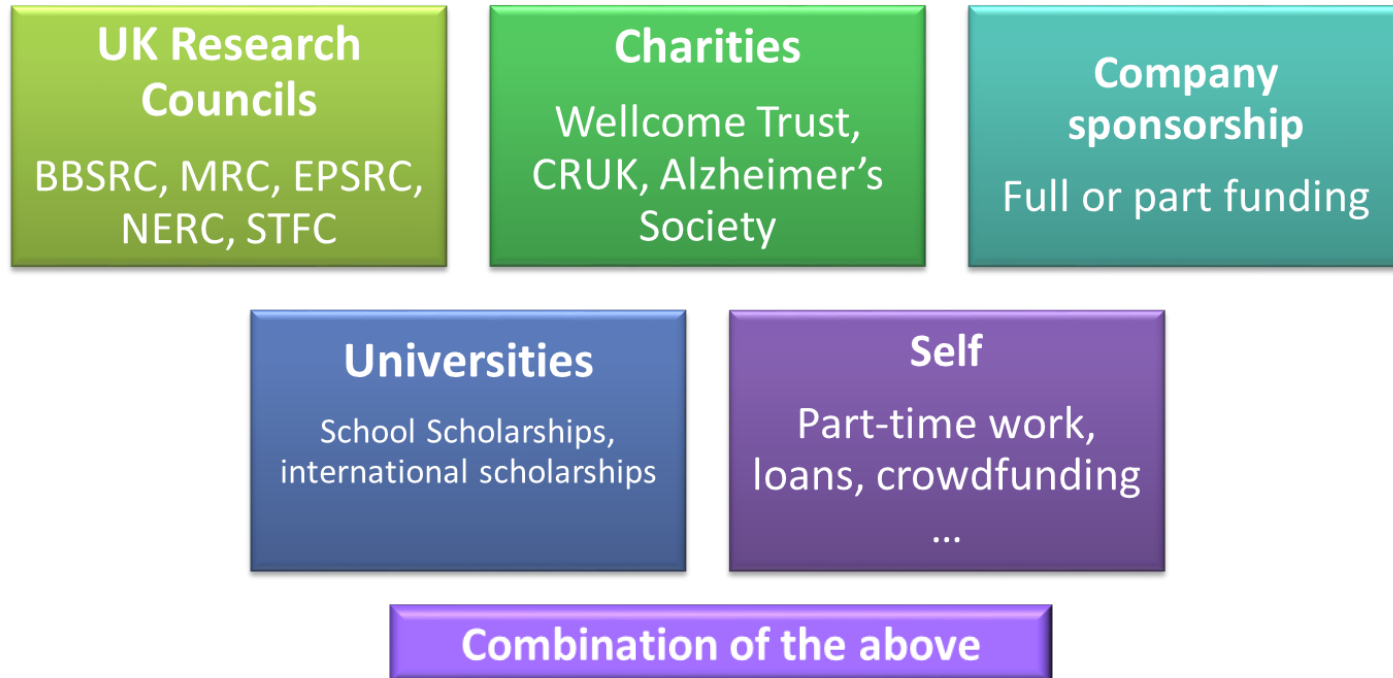 UK Research
Councils
BBSRC, MRC, EPSRC,
NERC, STFC
Charities
Wellcome Trust,
CRUK, Alzheimer’s
Society
Company
sponsorship
Full or part funding
Universities
School Scholarships,
international scholarships
Self
Part-time work,
loans, crowdfunding
...
Combination of the above